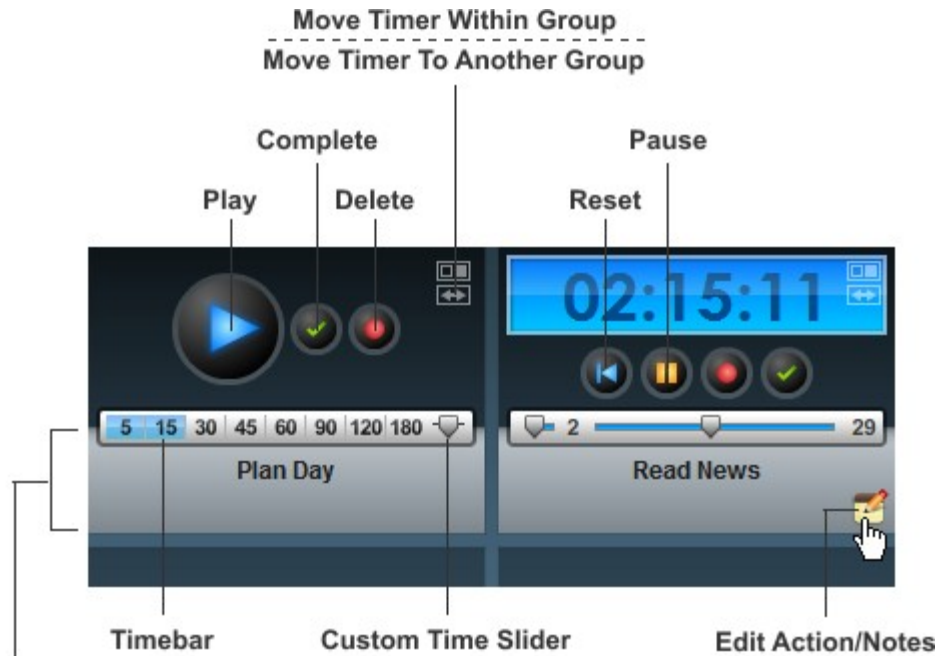 Move Timer Within Group
Move Timer To Another Group
Complete
Pause
Play
Delete
Reset
02:15:11
5 15 30 45 60 90 120 180
2 29
Plan Day
Read News
Timebar
Custom Time Slider
Edit Action/Notes